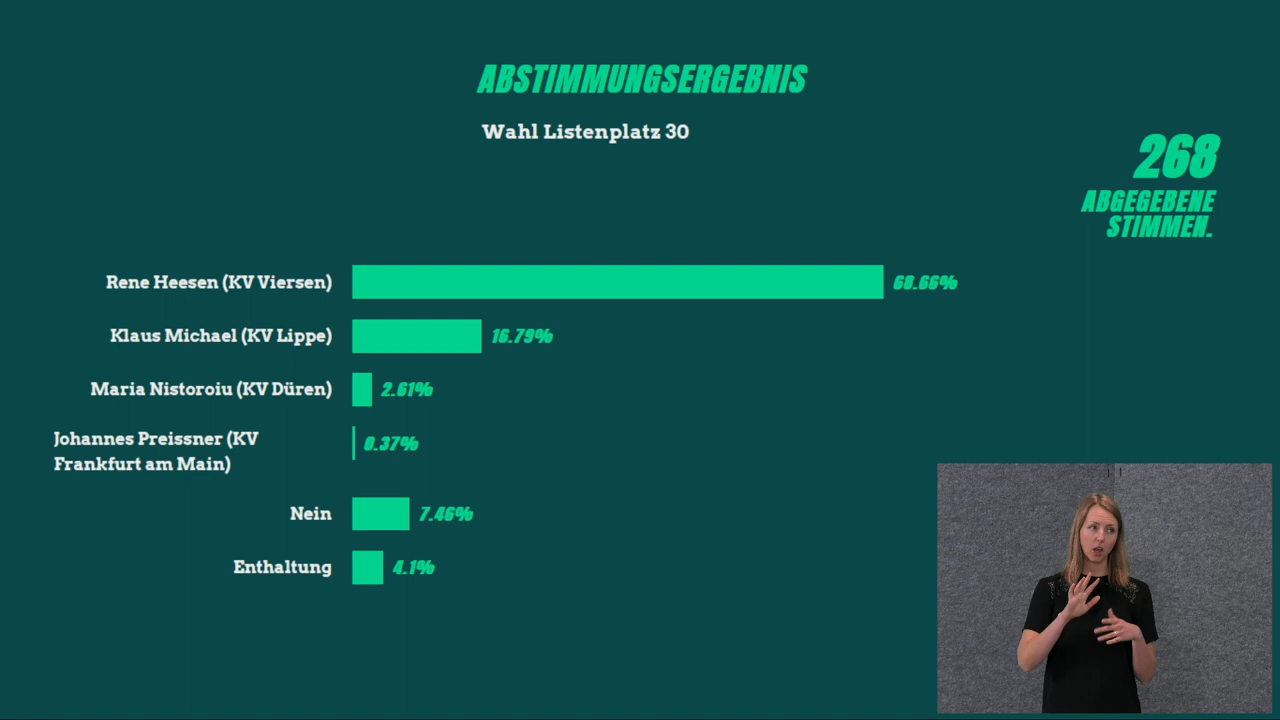 ABSTIMMUNGSERGEBNIS
Wahl Listenplatz 30
268
ABGEGEBENE
STIMMEN.
Rene Heesen (KV Viersen)
68.66%
Klaus Michael (KV Lippe)
16.79%
Maria Nistoroiu (KV Düren)
2.61%
Johannes Preissner (KV
Frankfurt am Main)
0.37%
Nein
7.46%
Enthaltung
4.1%